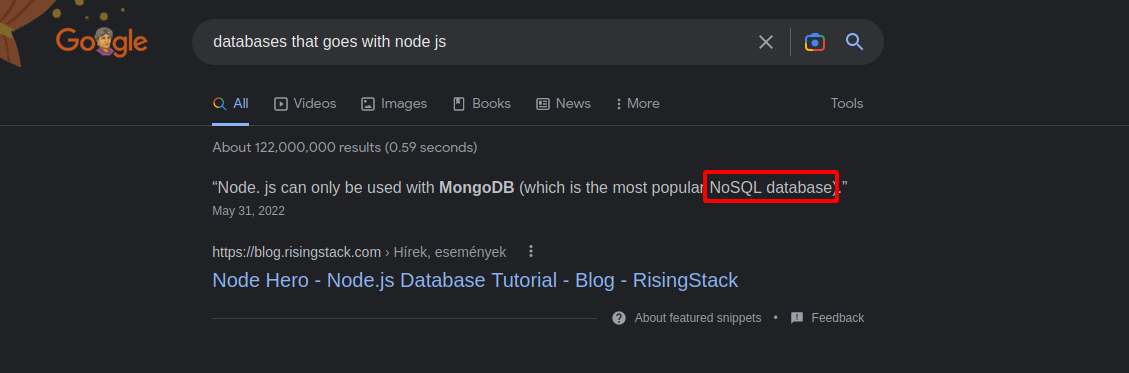 Google
databases that goes with node js
All Videos Images Books News More Tools
About 122,000,000 results (0.59 seconds)
“Node. js can only be used with MongoDB (which is the most popular NoSQL database).”
May 31, 2022
https://blog.risingstack.com › Hírek, események
Node Hero - Node.js Database Tutorial - Blog - RisingStack
About featured snippets • Feedback